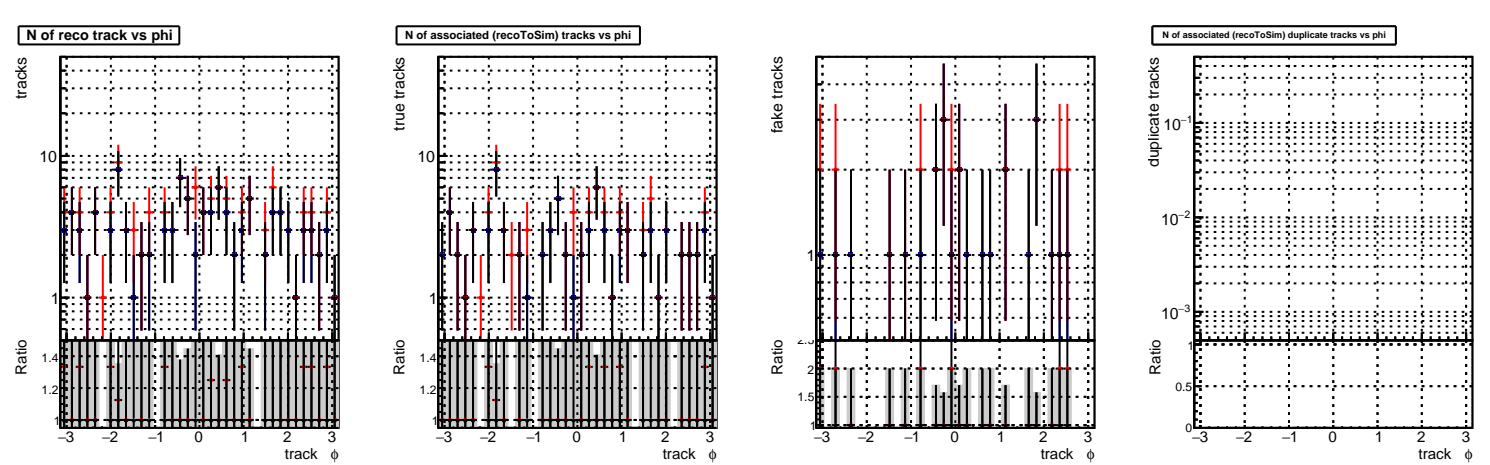 N of reco track vs phi
tracks
10
1
Ratio
1.4
1.2
1
−3 −2 −1 0 1 2 3
track ϕ
N of associated (recoToSim) tracks vs phi
true tracks
10
1
Ratio
1.4
1.2
1
−3 −2 −1 0 1 2 3
track ϕ
fake tracks
1
Ratio
2.5
2
1.5
1
−3 −2 −1 0 1 2 3
track ϕ
N of associated (recoToSim) duplicate tracks vs phi
duplicate tracks
10⁻¹
10⁻²
10⁻³
Ratio
1
0.5
0
−3 −2 −1 0 1 2 3
track ϕ